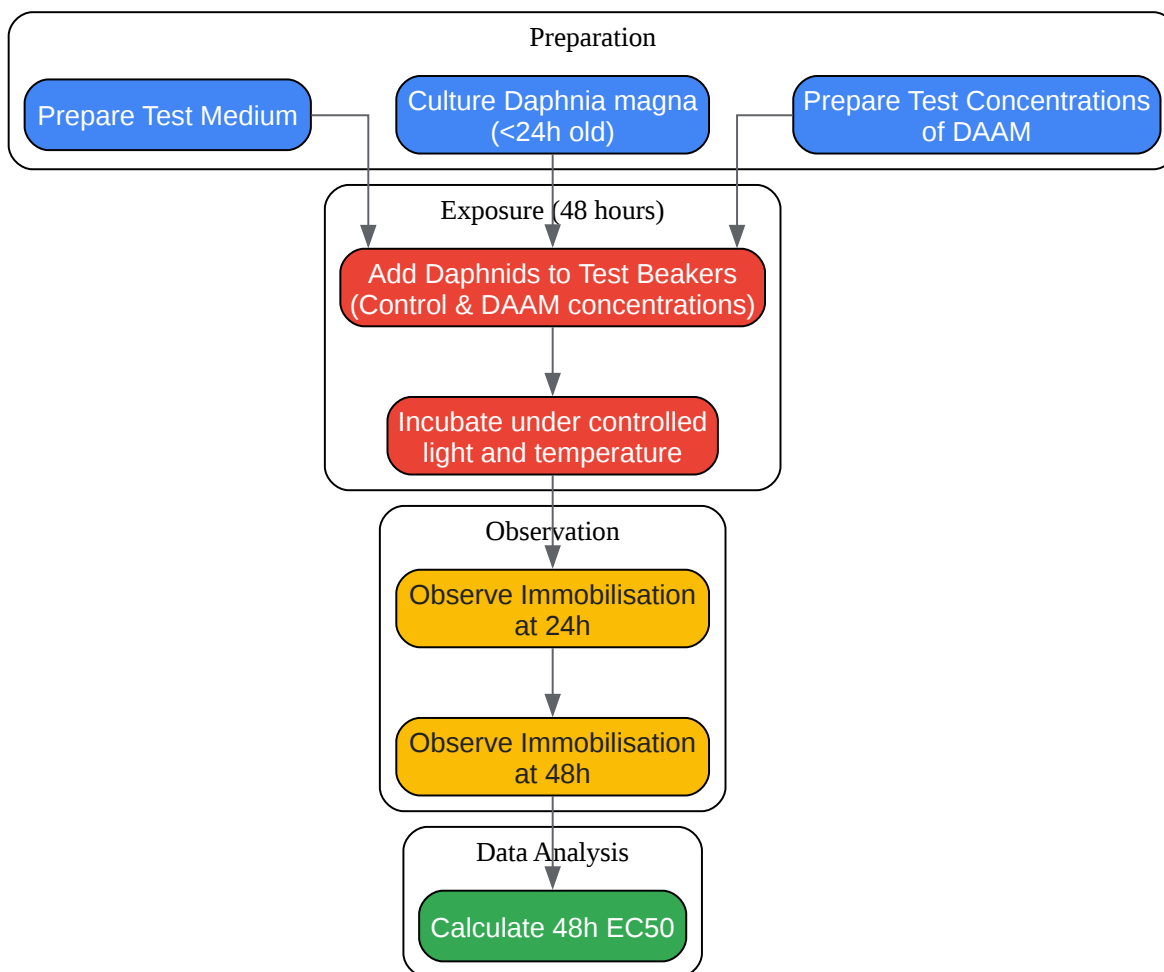 Preparation
Prepare Test Medium
Culture Daphnia magna
(<24h old)
Prepare Test Concentrations
of DAAM
Exposure (48 hours)
Add Daphnids to Test Beakers
(Control & DAAM concentrations)
Incubate under controlled
light and temperature
Observation
Observe Immobilisation
at 24h
Observe Immobilisation
at 48h
Data Analysis
Calculate 48h EC50